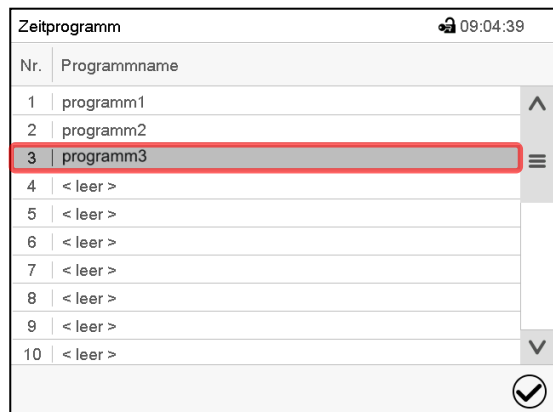 Zeitprogramm 09:04:39
Nr. Programmname
1 programm1
2 programm2
3 programm3
4 < leer >
5 < leer >
6 < leer >
7 < leer >
8 < leer >
9 < leer >
10 < leer >